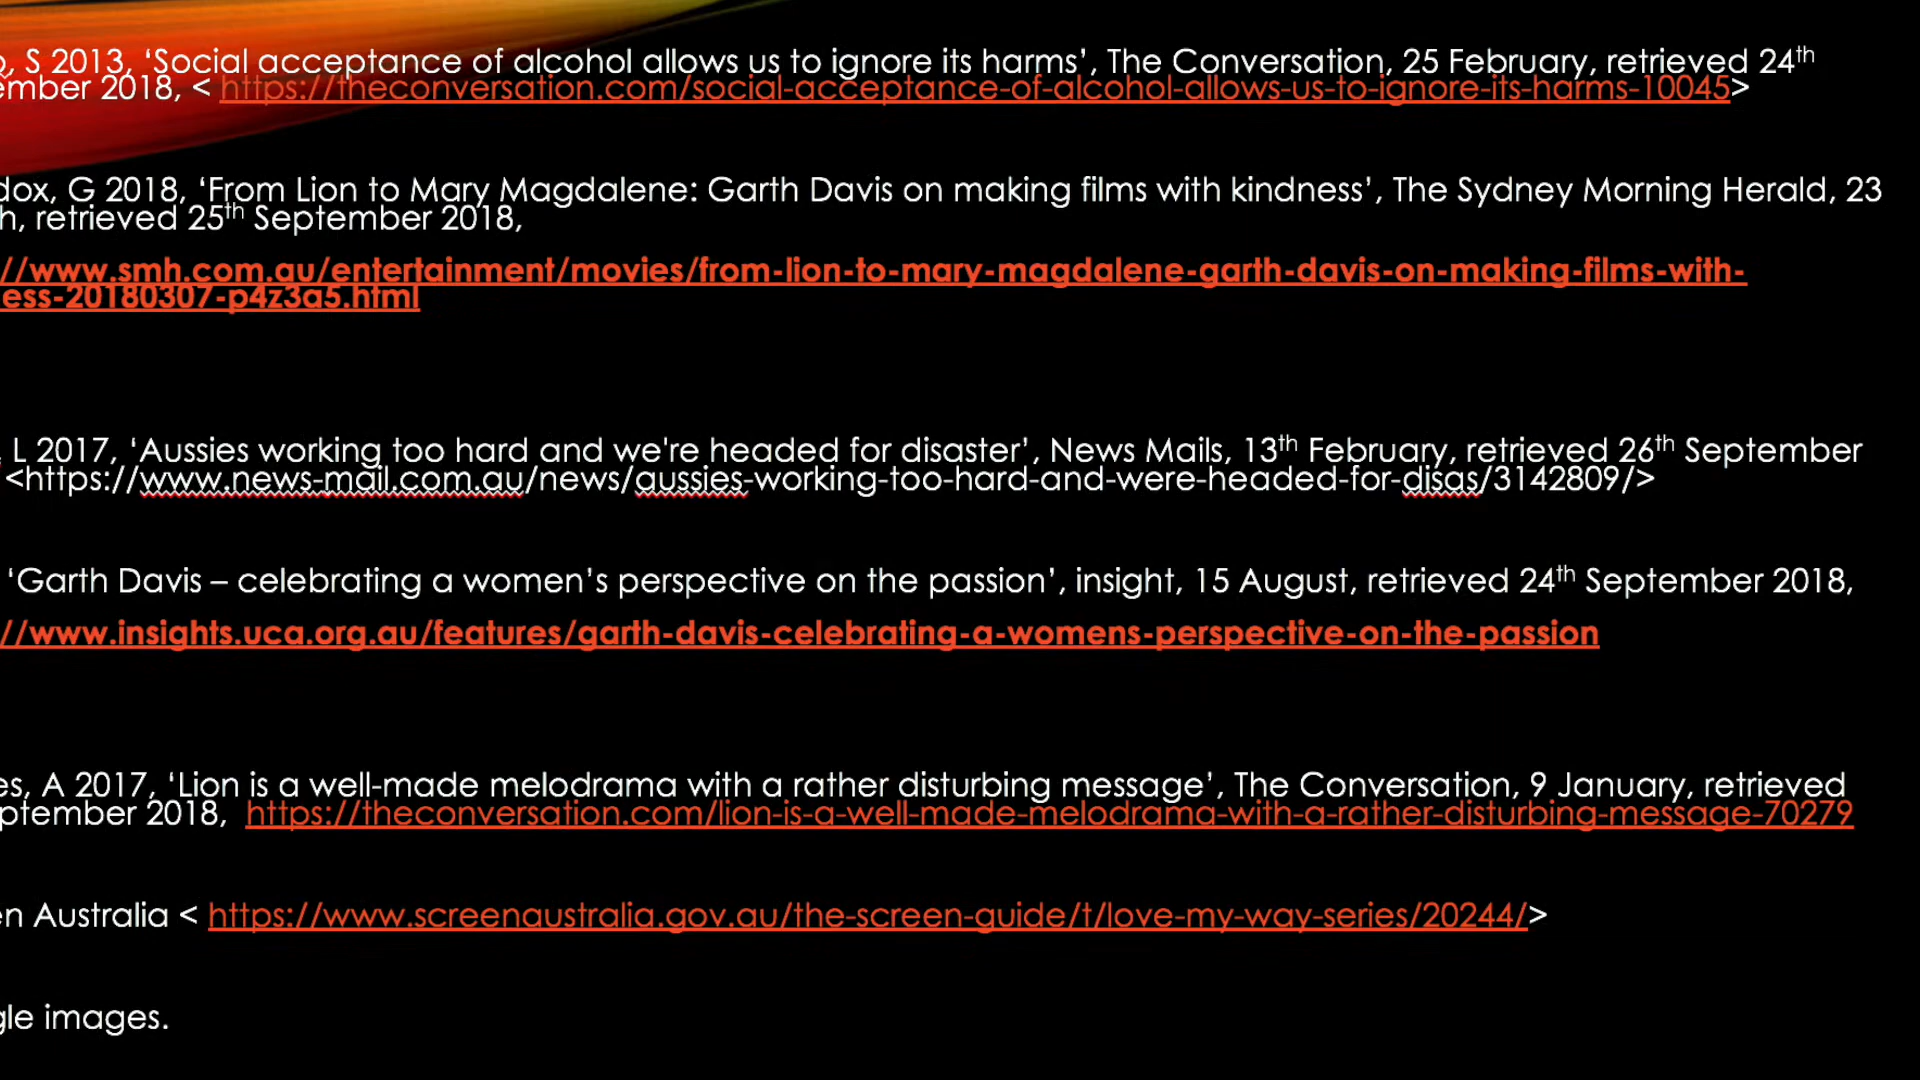 , S 2013, ‘Social acceptance of alcohol allows us to ignore its harms’, The Conversation, 25 February, retrieved 24th
ember 2018, < https://theconversation.com/social-acceptance-of-alcohol-allows-us-to-ignore-its-harms-10045>
dox, G 2018, ‘From Lion to Mary Magdalene: Garth Davis on making films with kindness’, The Sydney Morning Herald, 23
h, retrieved 25th September 2018,
//www.smh.com.au/entertainment/movies/from-lion-to-mary-magdalene-garth-davis-on-making-films-with-
ess-20180307-p4z3a5.html
L 2017, ‘Aussies working too hard and we're headed for disaster’, News Mails, 13th February, retrieved 26th September
<https://www.news-mail.com.au/news/aussies-working-too-hard-and-were-headed-for-disas/3142809/>
‘Garth Davis – celebrating a women’s perspective on the passion’, insight, 15 August, retrieved 24th September 2018,
//www.insights.uca.org.au/features/garth-davis-celebrating-a-womens-perspective-on-the-passion
es, A 2017, ‘Lion is a well-made melodrama with a rather disturbing message’, The Conversation, 9 January, retrieved
ptember 2018, https://theconversation.com/lion-is-a-well-made-melodrama-with-a-rather-disturbing-message-70279
en Australia < https://www.screenaustralia.gov.au/the-screen-guide/t/love-my-way-series/20244/>
gle images.